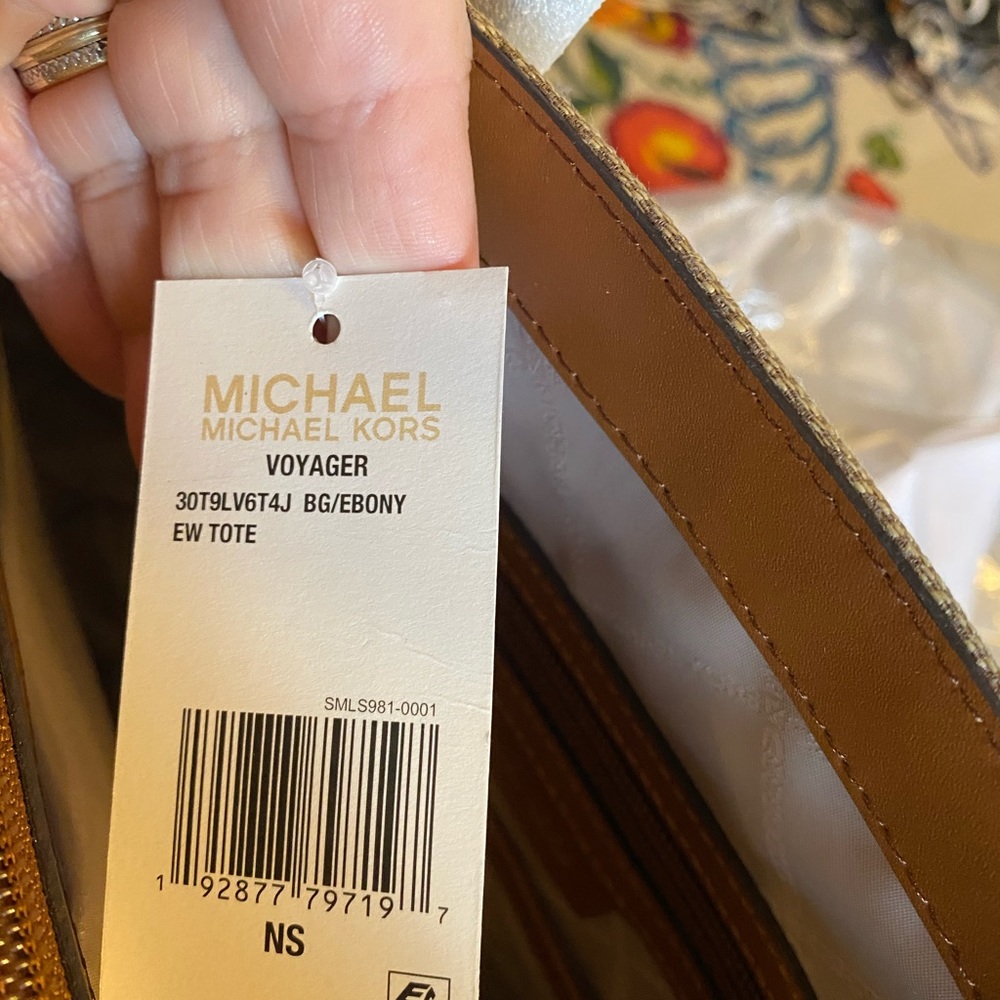 MICHAEL
MICHAEL KORS
VOYAGER
30T9LV6T4J BG/EBONY
EW TOTE
SMLS981-0001
1 92877 79719 7
NS